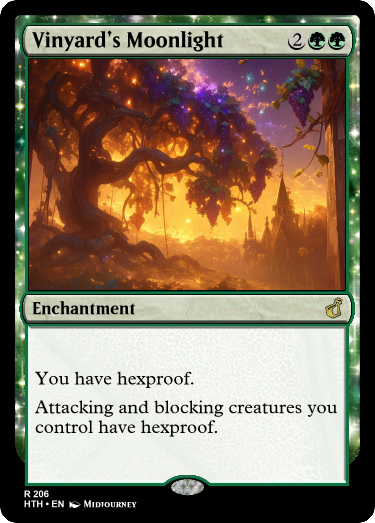 Vinyard's Moonlight 2
Enchantment
You have hexproof.
Attacking and blocking creatures you
control have hexproof.
R 206
HTH • EN Midjourney